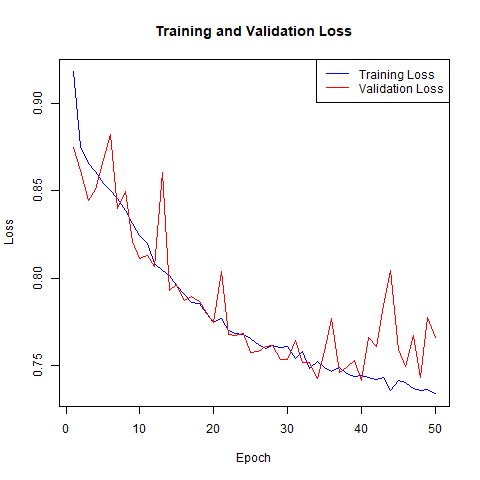 Training and Validation Loss
Training Loss
Validation Loss
Loss
0.90
0.85
0.80
0.75
0 10 20 30 40 50
Epoch